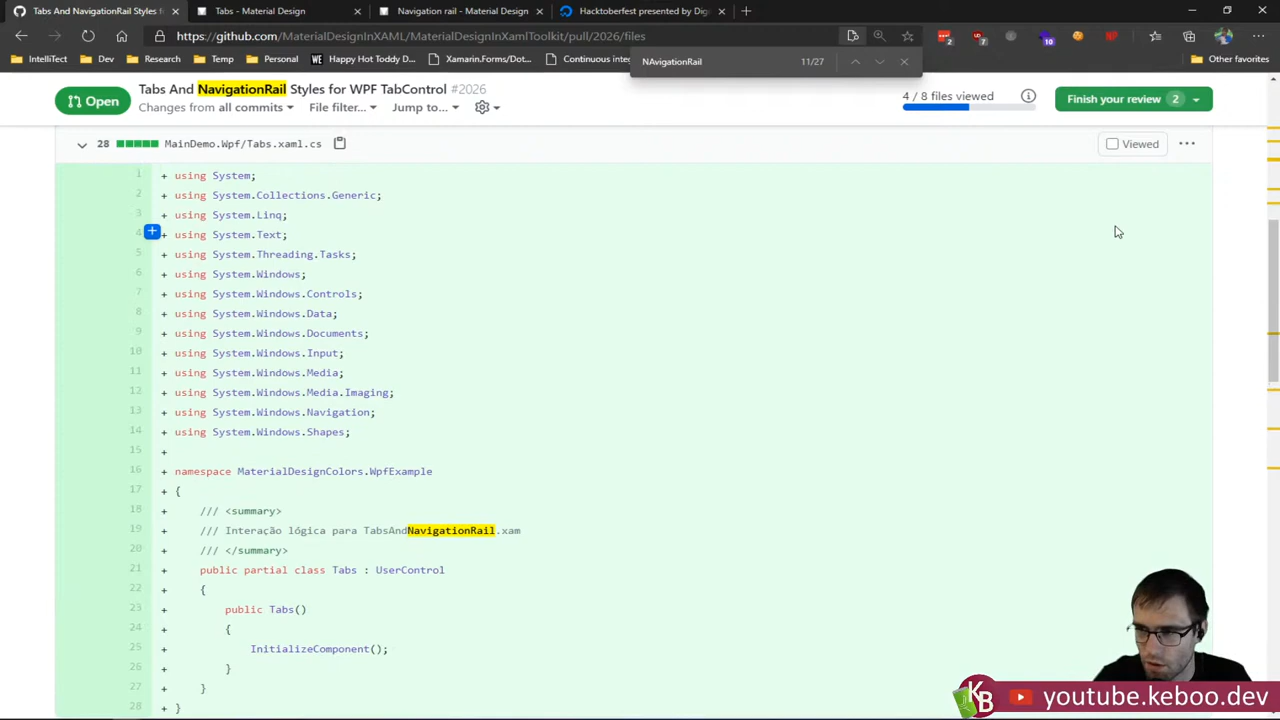 Tabs And NavigationRail Styles for
Tabs - Material Design
Navigation rail - Material Design
Hacktoberfest presented by Digi
https://github.com/MaterialDesignInXAML/MaterialDesignInXamlToolkit/pull/2026/files
IntelliTect
Dev
Research
Temp
Personal
Happy Hot Toddy D...
Xamarin.Forms/Dot...
Continuous integ
Other favorites
NAvigationRail
11/27
Tabs And NavigationRail Styles for WPF TabControl #2026
Open
Changes from all commits
File filter...
Jump to...
4 / 8 files viewed
Finish your review 2
28 MainDemo.Wpf/Tabs.xaml.cs
Viewed
1 + using System;
2 + using System.Collections.Generic;
3 + using System.Linq;
4 + using System.Text;
5 + using System.Threading.Tasks;
6 + using System.Windows;
7 + using System.Windows.Controls;
8 + using System.Windows.Data;
9 + using System.Windows.Documents;
10 + using System.Windows.Input;
11 + using System.Windows.Media;
12 + using System.Windows.Media.Imaging;
13 + using System.Windows.Navigation;
14 + using System.Windows.Shapes;
15 +
16 + namespace MaterialDesignColors.WpfExample
17 + {
18 + /// <summary>
19 + /// Interação lógica para TabsAndNavigationRail.xam
20 + /// </summary>
21 + public partial class Tabs : UserControl
22 + {
23 + public Tabs()
24 + {
25 + InitializeComponent();
26 + }
27 + }
28 + }
KB
youtube.keboo.dev